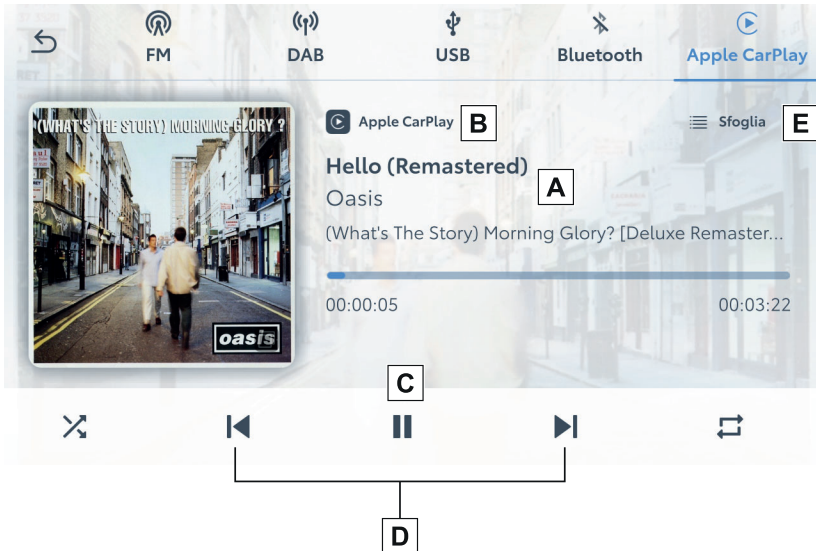 FM
DAB
USB
Bluetooth
Apple CarPlay
(WHAT'S THE STORY) MORNING GLORY ?
oasis
Apple CarPlay
B
Sfoglia
E
Hello (Remastered)
A
Oasis
(What's The Story) Morning Glory? [Deluxe Remaster...
00:00:05
00:03:22
C
D